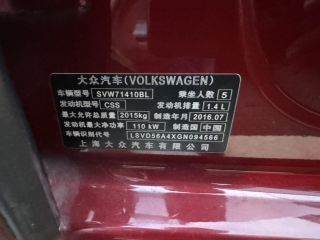 大众汽车(VOLKSWAGEN)
车辆型号 SVW71410BL 乘坐人数 5
发动机型号 CSS 发动机排量 1.4 L
最大允许总质量 2015kg 制造年月 2016.07
发动机最大净功率 110 kW 制造国 中国
车辆识别代号 LSVD56A4XGN094566
上海大众汽车有限公司